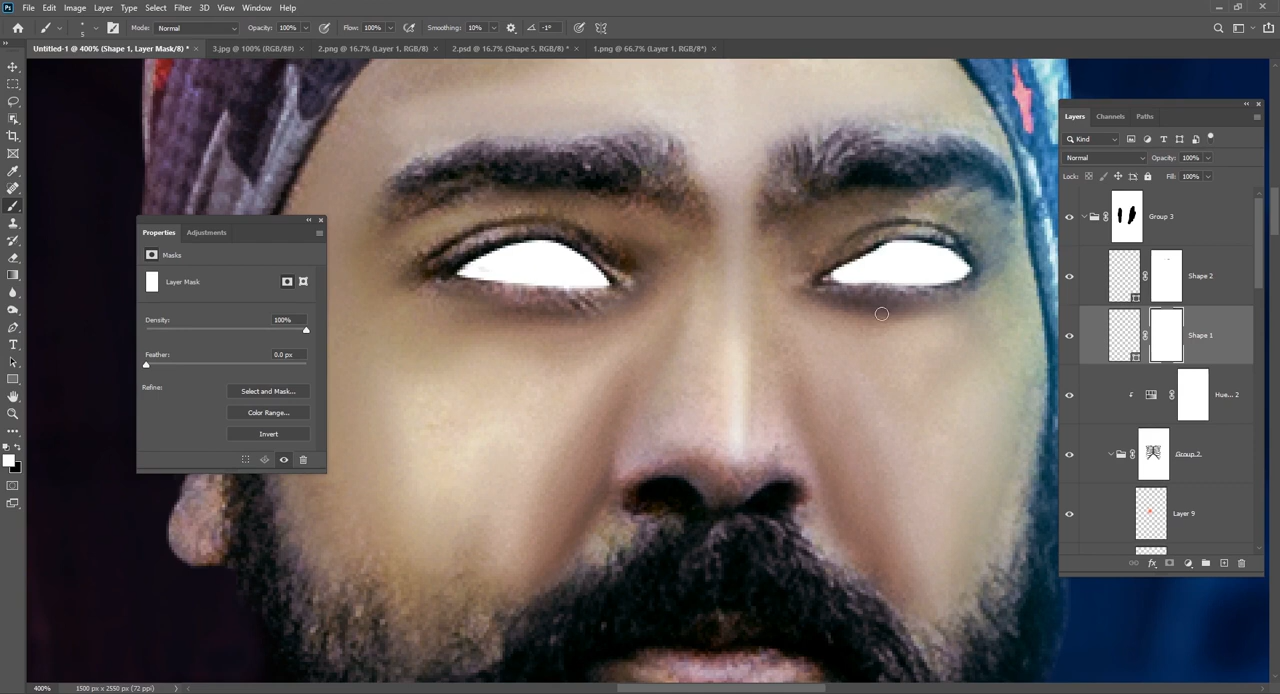 Ps File Edit Image Layer Type Select Filter 3D View Window Help
5 Mode: Normal Opacity: 100% Flow: 100% Smoothing: 10% -1°
Untitled-1 @ 400% (Shape 1, Layer Mask/8) * × 3.jpg @ 100% (RGB/8#) × 2.png @ 16.7% (Layer 1, RGB/8) × 2.psd @ 16.7% (Shape 5, RGB/8) * × 1.png @ 66.7% (Layer 1, RGB/8*) ×
Layers Channels Paths
Kind
Normal Opacity: 100%
Lock: Fill: 100%
Group 3
Shape 2
Shape 1
Hue... 2
Group 2
Layer 9
Properties Adjustments
Masks
Layer Mask
Density: 100%
Feather: 0.0 px
Refine: Select and Mask...
Color Range...
Invert
400% 1500 px x 2550 px (72 ppi)